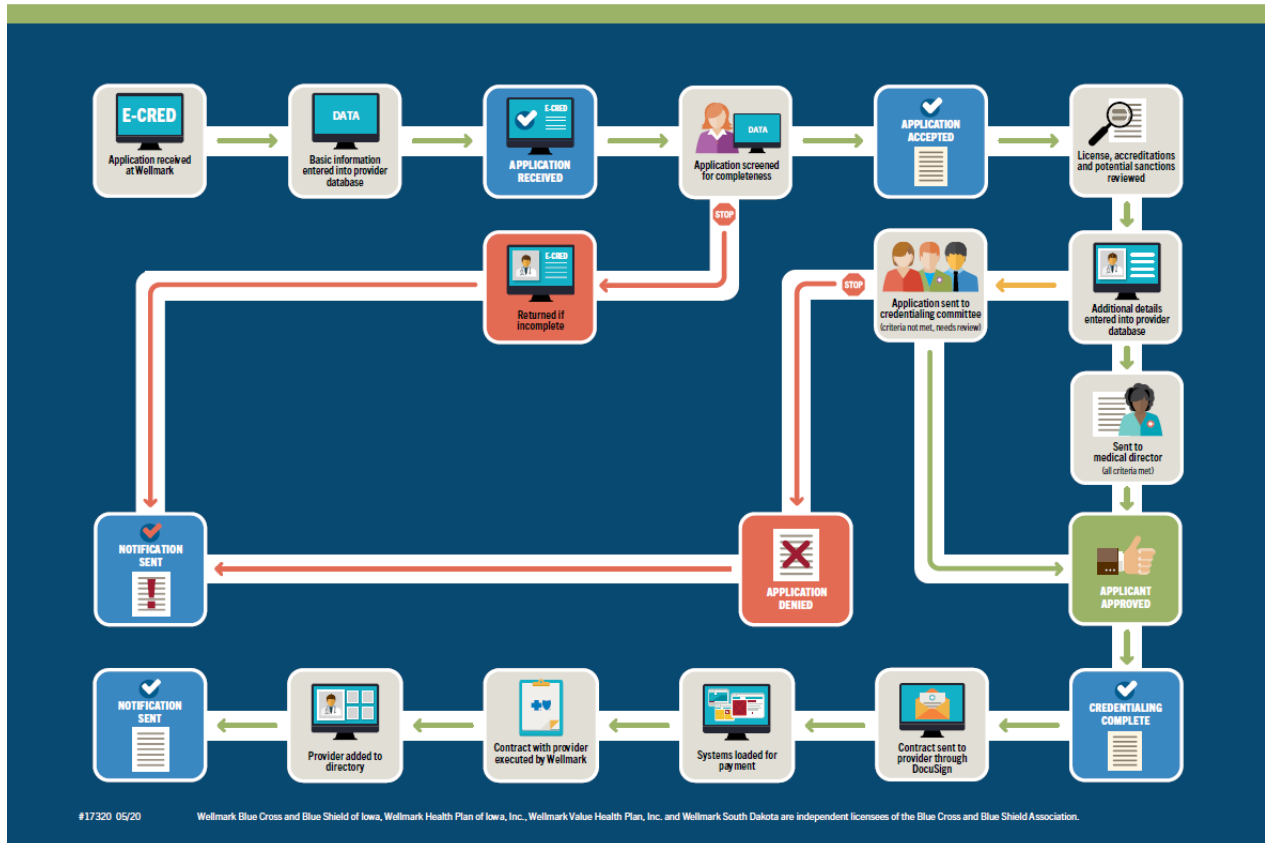 E-CRED
Application received
at Wellmark
DATA
Basic information
entered into provider
database
E-CRED
APPLICATION
RECEIVED
DATA
Application screened
for completeness
APPLICATION
ACCEPTED
License, accreditations
and potential sanctions
reviewed
STOP
E-CRED
Returned if
incomplete
STOP
Application sent to
credentialing committee
(criteria not met, needs review)
Additional details
entered into provider
database
Sent to
medical director
(all criteria met)
NOTIFICATION
SENT
APPLICATION
DENIED
APPLICANT
APPROVED
NOTIFICATION
SENT
Provider added to
directory
Contract with provider
executed by Wellmark
Systems loaded for
payment
Contract sent to
provider through
DocuSign
CREDENTIALING
COMPLETE
#17320 05/20
Wellmark Blue Cross and Blue Shield of Iowa, Wellmark Health Plan of Iowa, Inc., Wellmark Value Health Plan, Inc. and Wellmark South Dakota are independent licensees of the Blue Cross and Blue Shield Association.